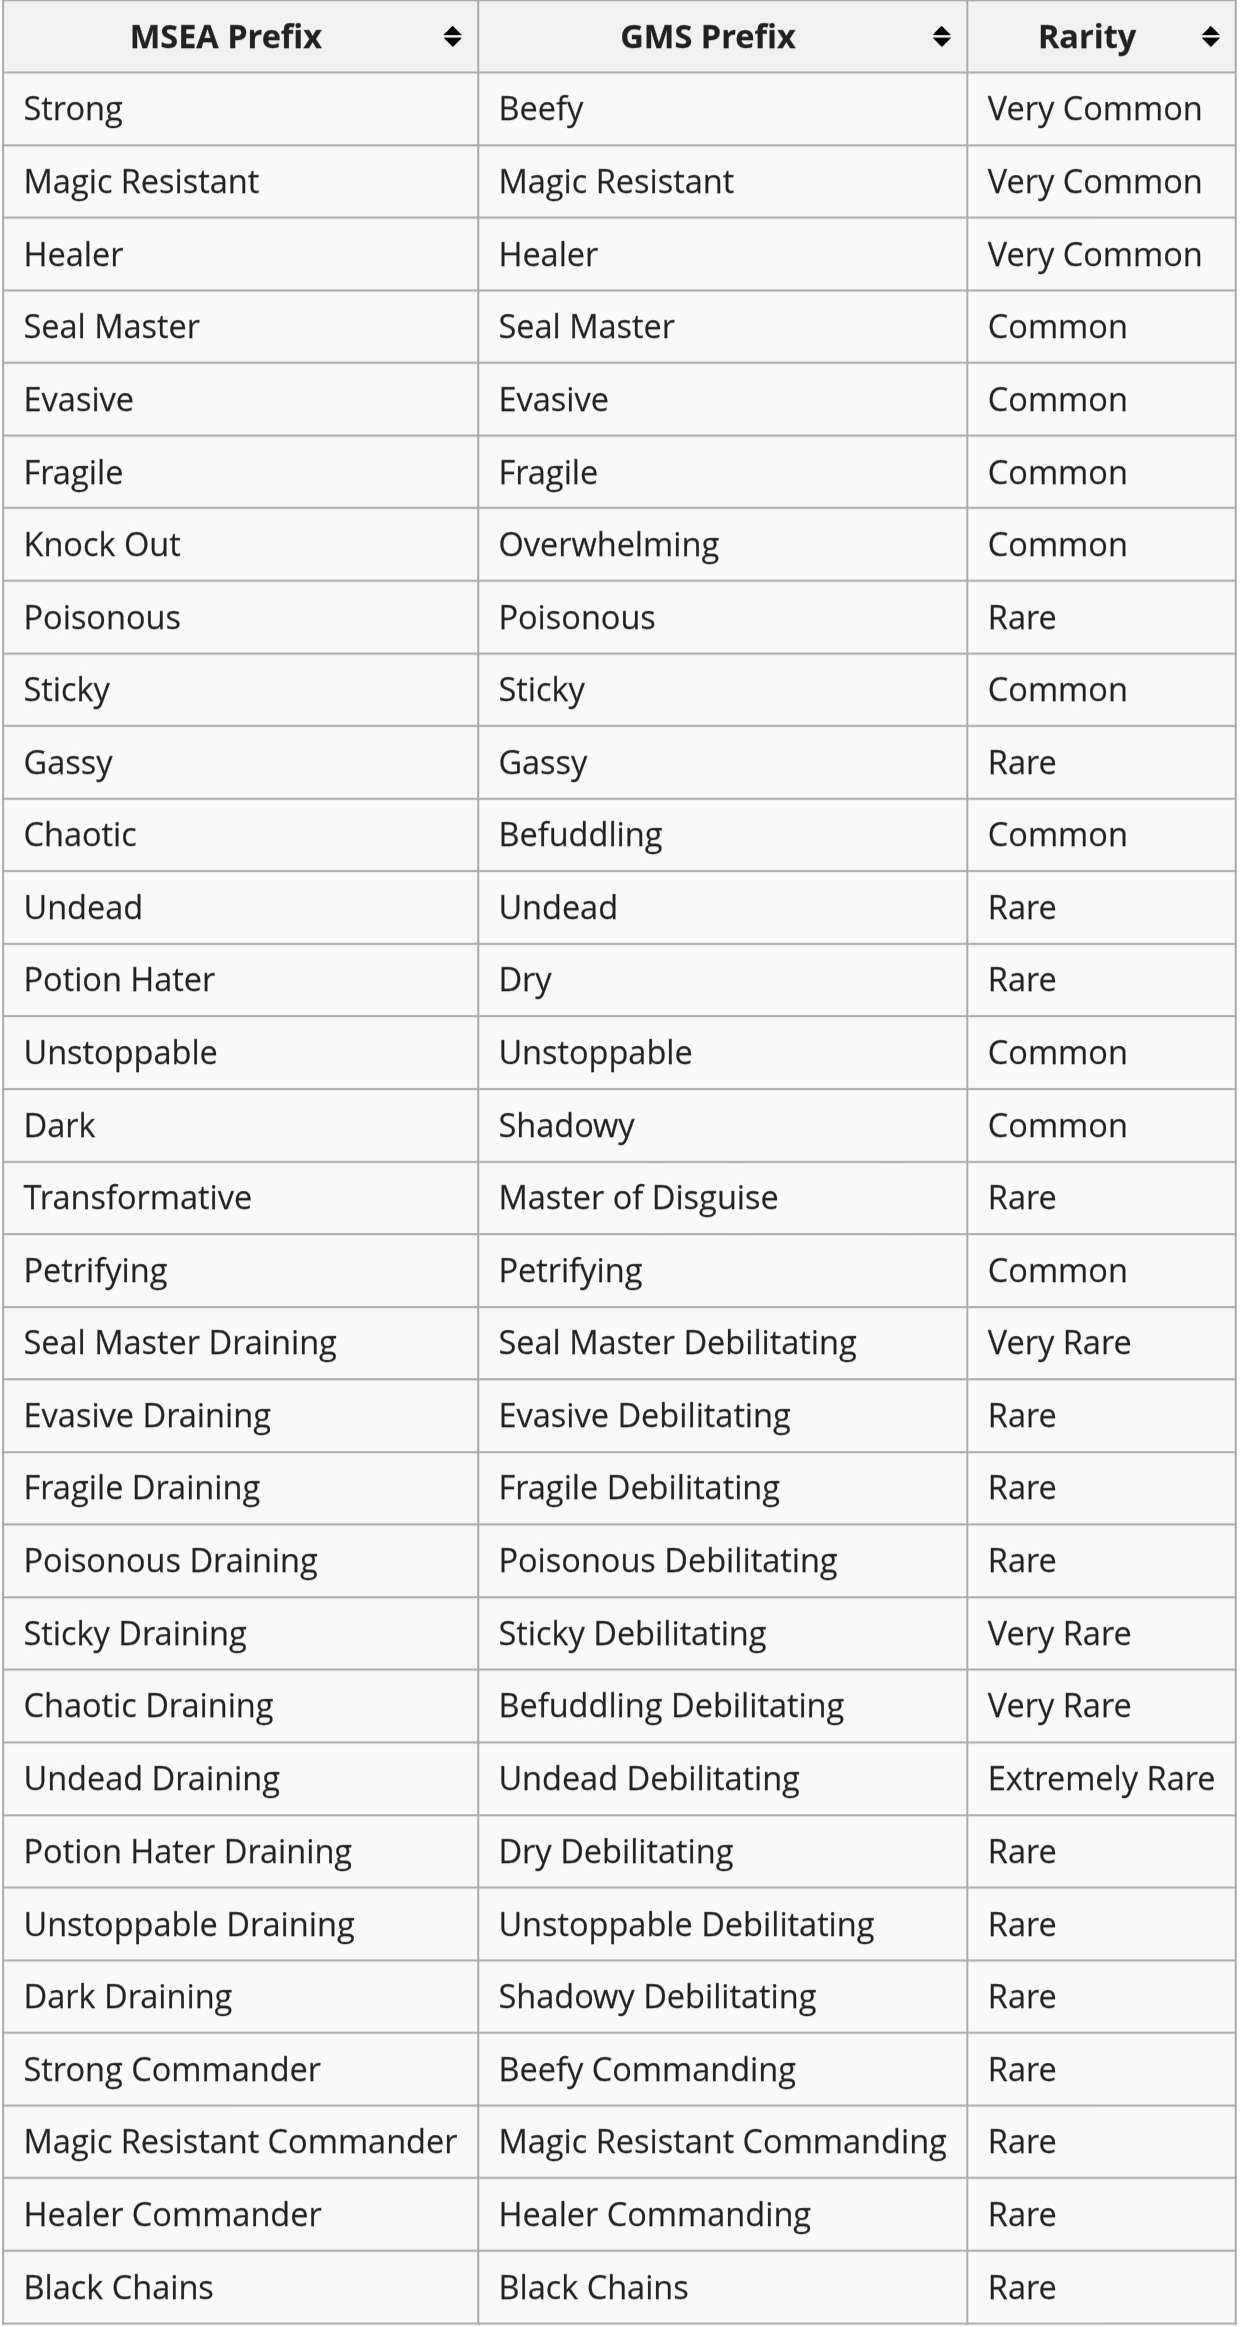 MSEA Prefix GMS Prefix Rarity
Strong Beefy Very Common
Magic Resistant Magic Resistant Very Common
Healer Healer Very Common
Seal Master Seal Master Common
Evasive Evasive Common
Fragile Fragile Common
Knock Out Overwhelming Common
Poisonous Poisonous Rare
Sticky Sticky Common
Gassy Gassy Rare
Chaotic Befuddling Common
Undead Undead Rare
Potion Hater Dry Rare
Unstoppable Unstoppable Common
Dark Shadowy Common
Transformative Master of Disguise Rare
Petrifying Petrifying Common
Seal Master Draining Seal Master Debilitating Very Rare
Evasive Draining Evasive Debilitating Rare
Fragile Draining Fragile Debilitating Rare
Poisonous Draining Poisonous Debilitating Rare
Sticky Draining Sticky Debilitating Very Rare
Chaotic Draining Befuddling Debilitating Very Rare
Undead Draining Undead Debilitating Extremely Rare
Potion Hater Draining Dry Debilitating Rare
Unstoppable Draining Unstoppable Debilitating Rare
Dark Draining Shadowy Debilitating Rare
Strong Commander Beefy Commanding Rare
Magic Resistant Commander Magic Resistant Commanding Rare
Healer Commander Healer Commanding Rare
Black Chains Black Chains Rare